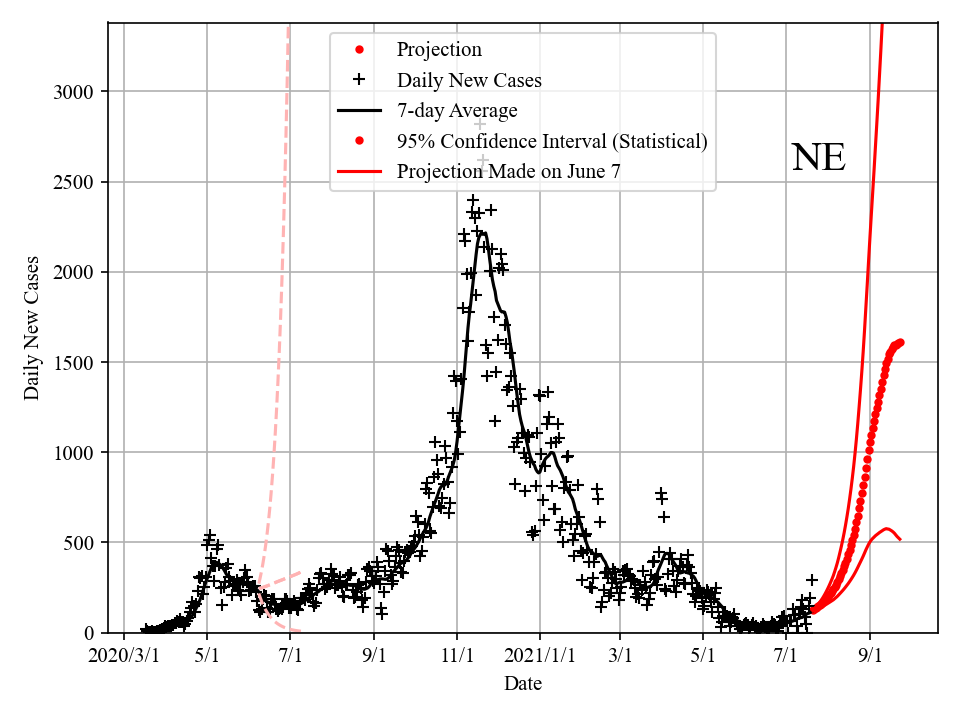 Projection
Daily New Cases
7-day Average
95% Confidence Interval (Statistical)
Projection Made on June 7
NE
3000
2500
2000
1500
1000
500
0
Daily New Cases
2020/3/1 5/1 7/1 9/1 11/1 2021/1/1 3/1 5/1 7/1 9/1
Date